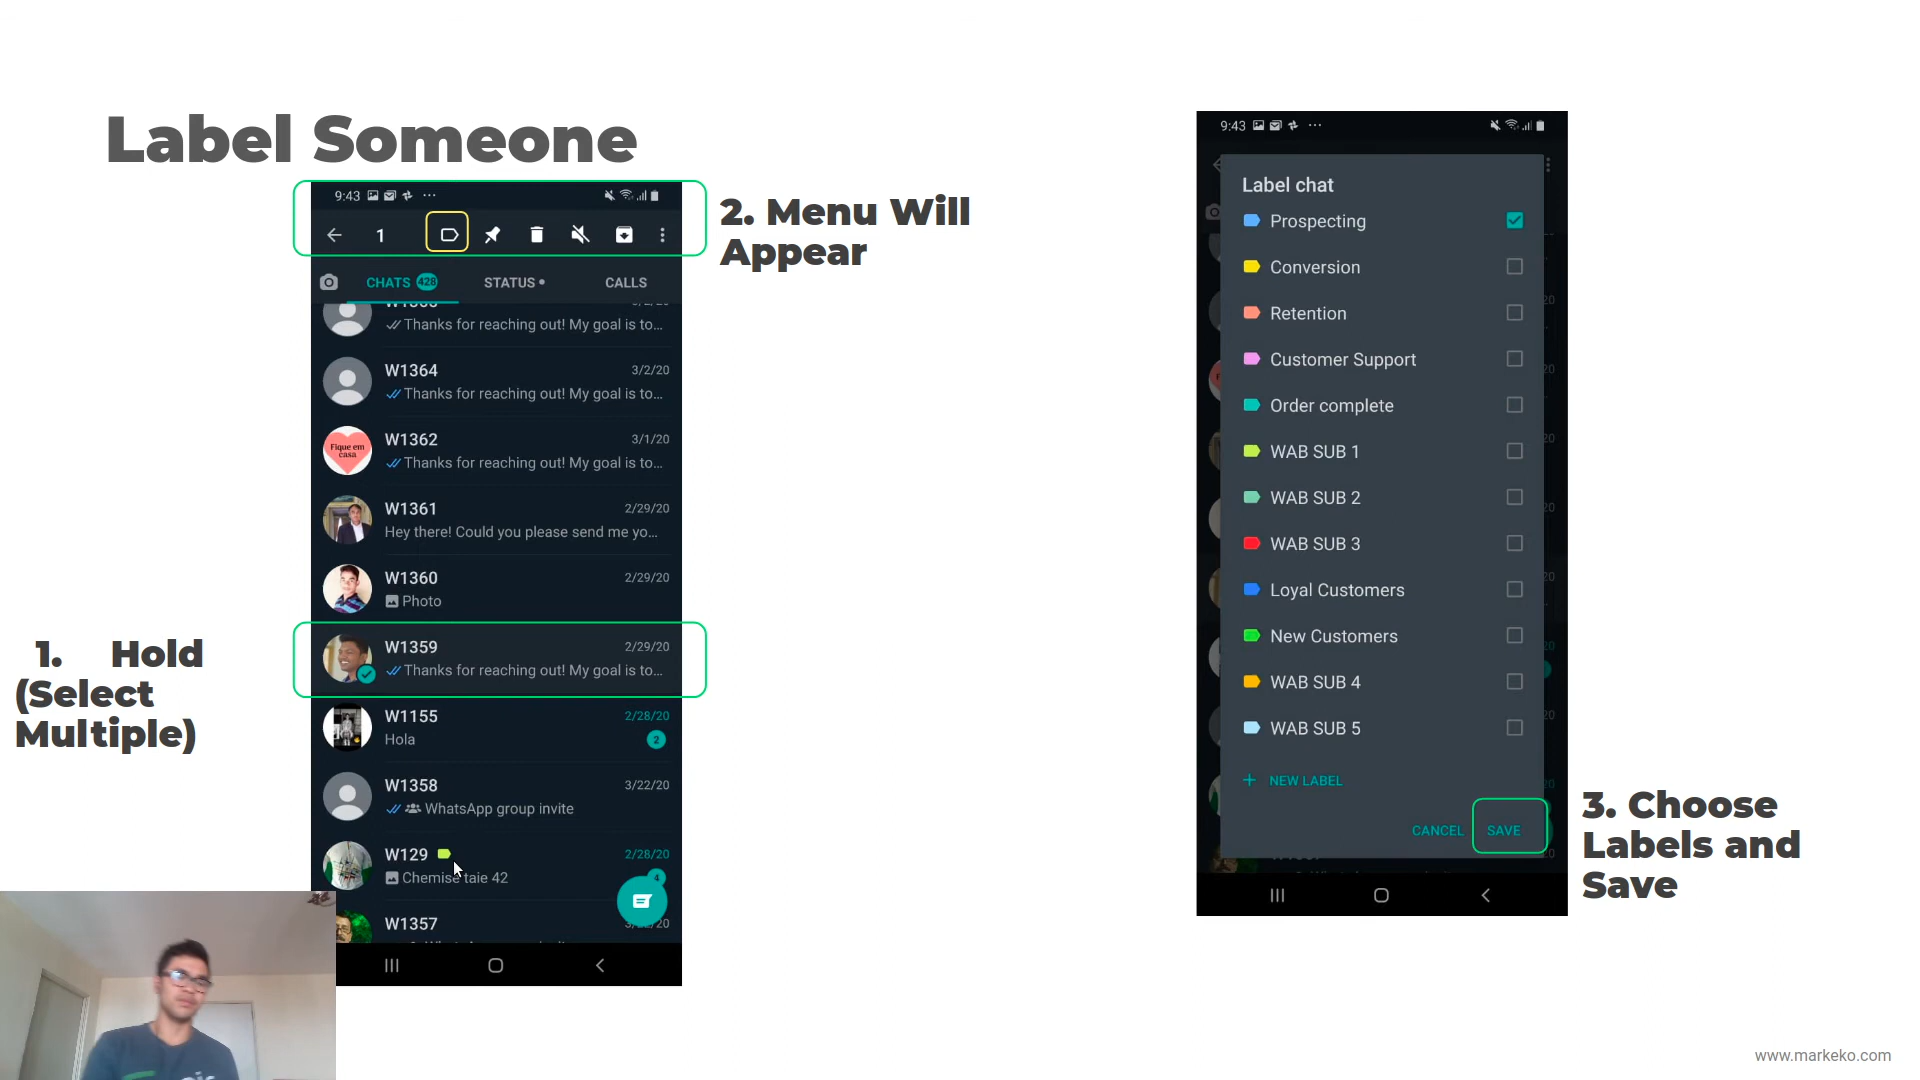 Label Someone
9:43
1
2. Menu Will
Appear
CHATS 428 STATUS CALLS
Thanks for reaching out! My goal is to...
W1364 3/2/20
Thanks for reaching out! My goal is to...
W1362 3/1/20
Fique em
casa
Thanks for reaching out! My goal is to...
W1361 2/29/20
Hey there! Could you please send me yo...
W1360 2/29/20
Photo
1. Hold
(Select
Multiple)
W1359 2/29/20
Thanks for reaching out! My goal is to...
W1155 2/28/20
Hola 2
W1358 3/22/20
WhatsApp group invite
W129 2/28/20
Chemise taie 42 4
W1357
9:43
Label chat
Prospecting
Conversion
Retention
Customer Support
Order complete
WAB SUB 1
WAB SUB 2
WAB SUB 3
Loyal Customers
New Customers
WAB SUB 4
WAB SUB 5
+ NEW LABEL
CANCEL SAVE
3. Choose
Labels and
Save
www.markeko.com